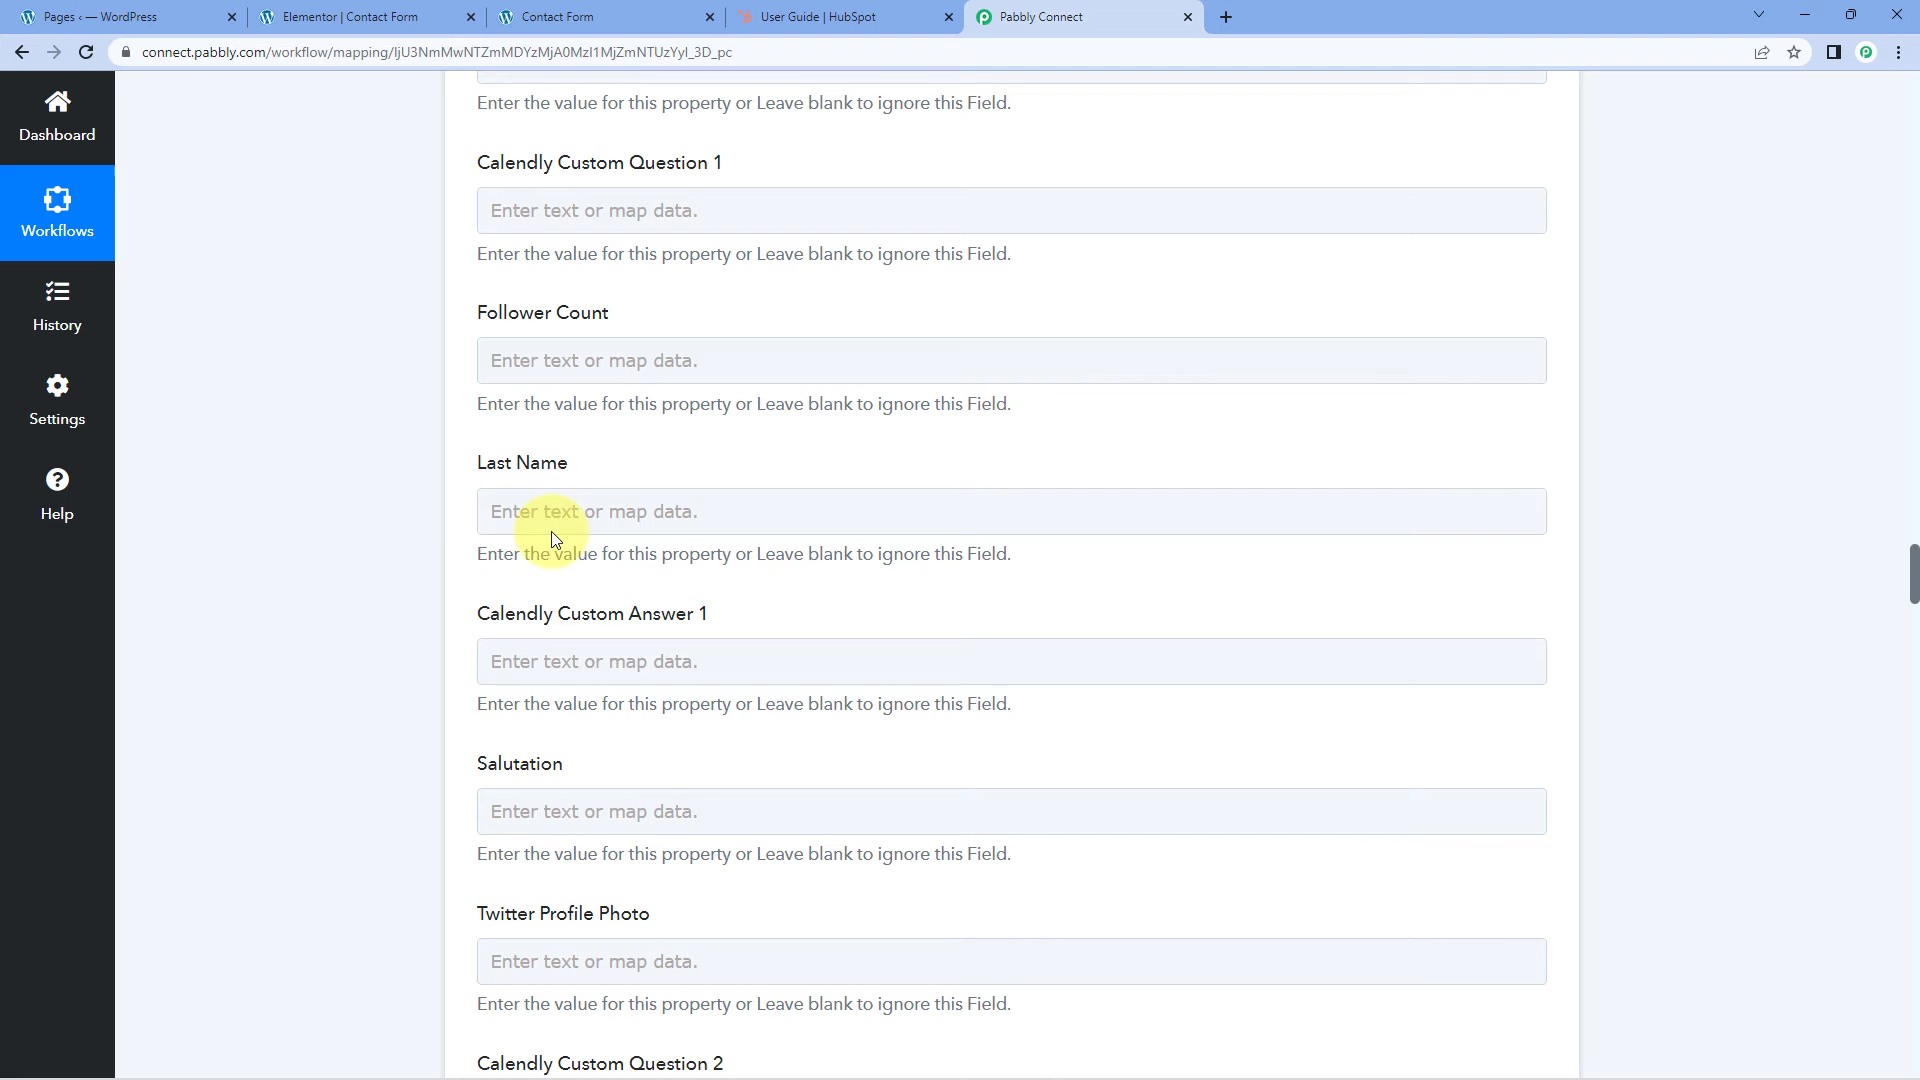 Pages ‹ — WordPress
Elementor | Contact Form
Contact Form
User Guide | HubSpot
Pabbly Connect
Dashboard
Workflows
History
Settings
Help
Enter the value for this property or Leave blank to ignore this Field.
Calendly Custom Question 1
Enter text or map data.
Enter the value for this property or Leave blank to ignore this Field.
Follower Count
Enter text or map data.
Enter the value for this property or Leave blank to ignore this Field.
Last Name
Enter text or map data.
Enter the value for this property or Leave blank to ignore this Field.
Calendly Custom Answer 1
Enter text or map data.
Enter the value for this property or Leave blank to ignore this Field.
Salutation
Enter text or map data.
Enter the value for this property or Leave blank to ignore this Field.
Twitter Profile Photo
Enter text or map data.
Enter the value for this property or Leave blank to ignore this Field.
Calendly Custom Question 2